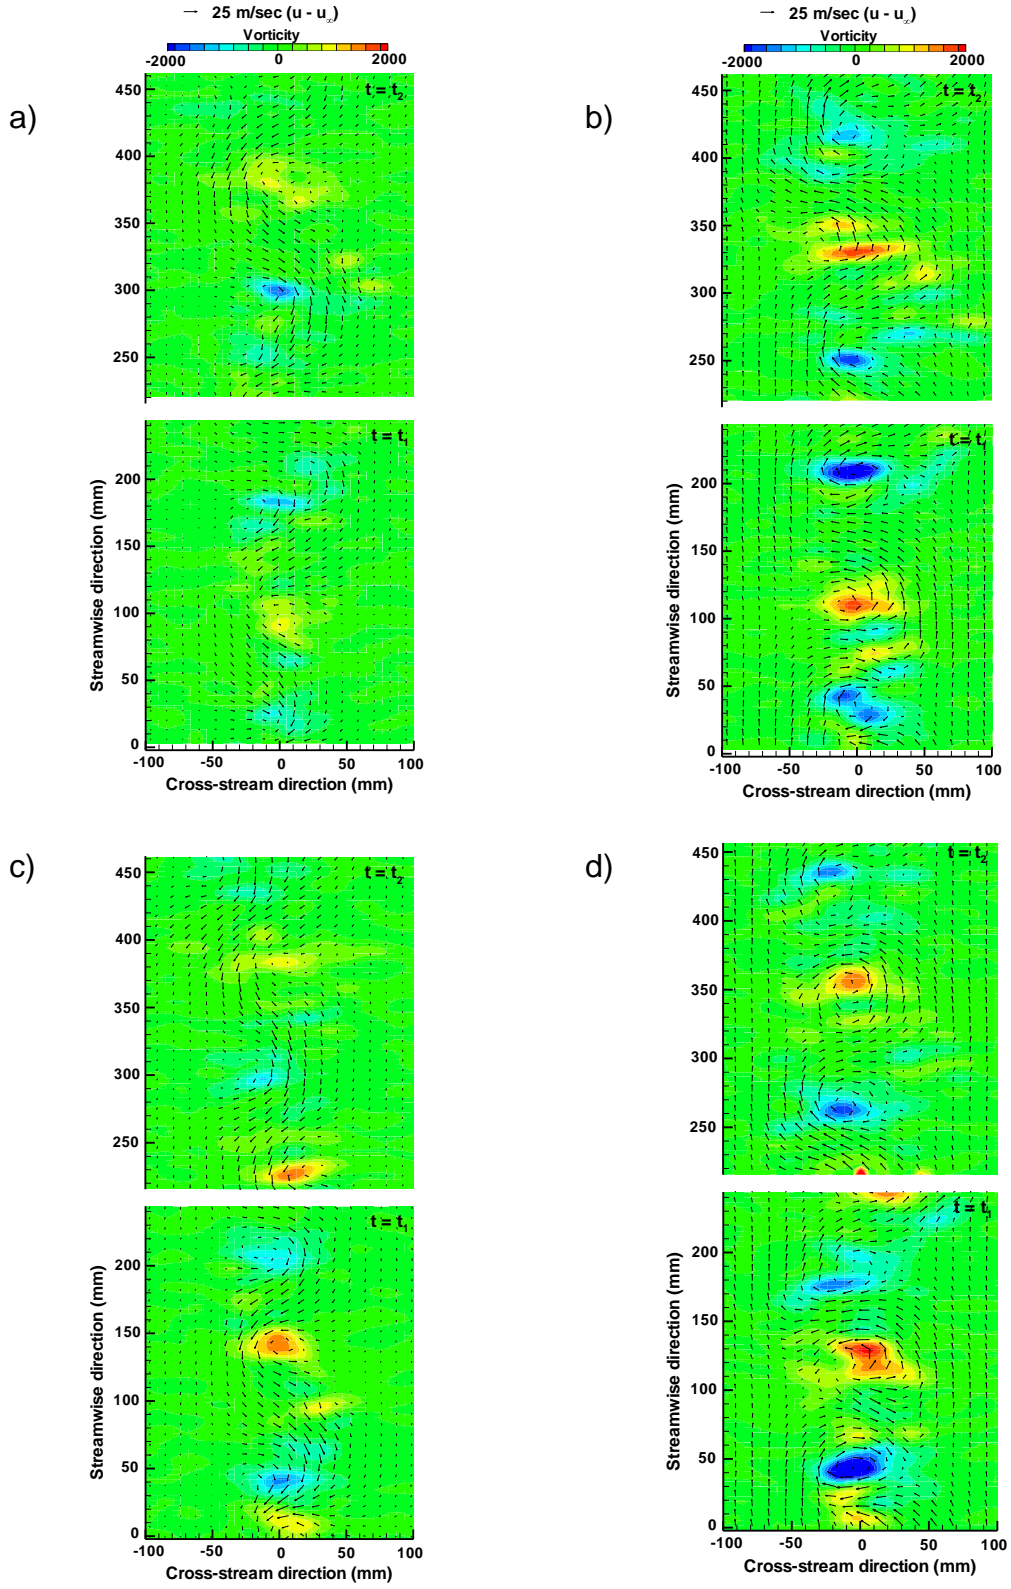 25 m/sec (u - u∞)
Vorticity
-2000 0 2000
a)
t = t2
450
400
350
300
250
t = t1
200
150
100
50
0
Streamwise direction (mm)
-100 -50 0 50 100
Cross-stream direction (mm)
25 m/sec (u - u∞)
Vorticity
-2000 0 2000
b)
t = t2
450
400
350
300
250
t = t1
200
150
100
50
0
Streamwise direction (mm)
-100 -50 0 50 100
Cross-stream direction (mm)
c)
t = t2
450
400
350
300
250
t = t1
200
150
100
50
0
Streamwise direction (mm)
-100 -50 0 50 100
Cross-stream direction (mm)
d)
t = t2
450
400
350
300
250
t = t1
200
150
100
50
0
Streamwise direction (mm)
-100 -50 0 50 100
Cross-stream direction (mm)